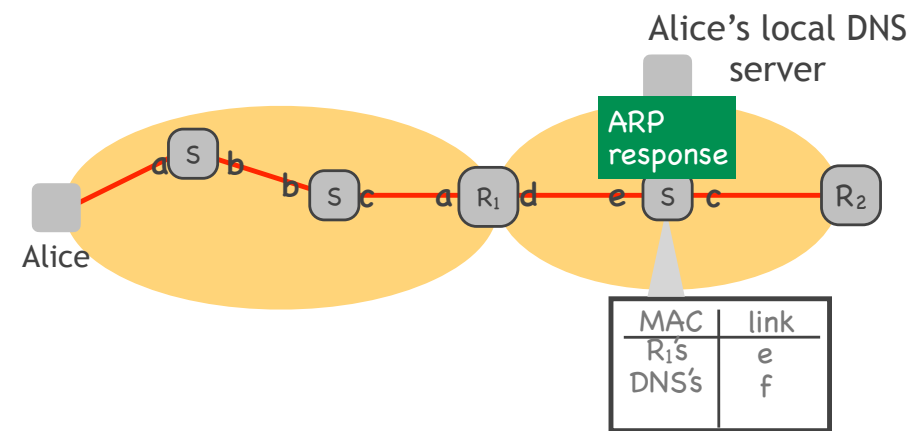 Alice's local DNS
server
ARP
response
a S b
b S c a R₁ d e S c R₂
Alice
MAC link
R₁'s e
DNS's f